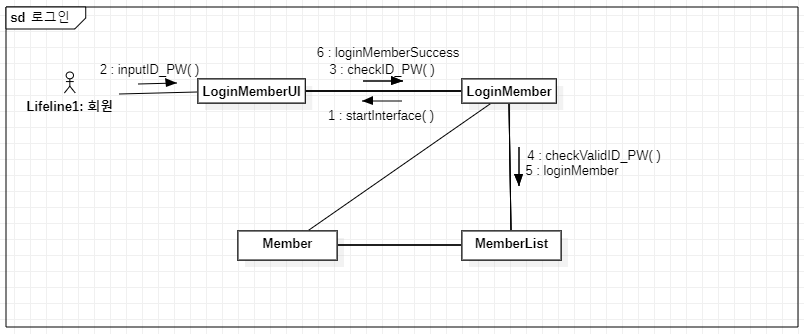 sd 로그인
6 : loginMemberSuccess
2 : inputID_PW( )
3 : checkID_PW( )
LoginMemberUI
LoginMember
Lifeline1: 회원
1 : startInterface( )
4 : checkValidID_PW( )
5 : loginMember
Member
MemberList